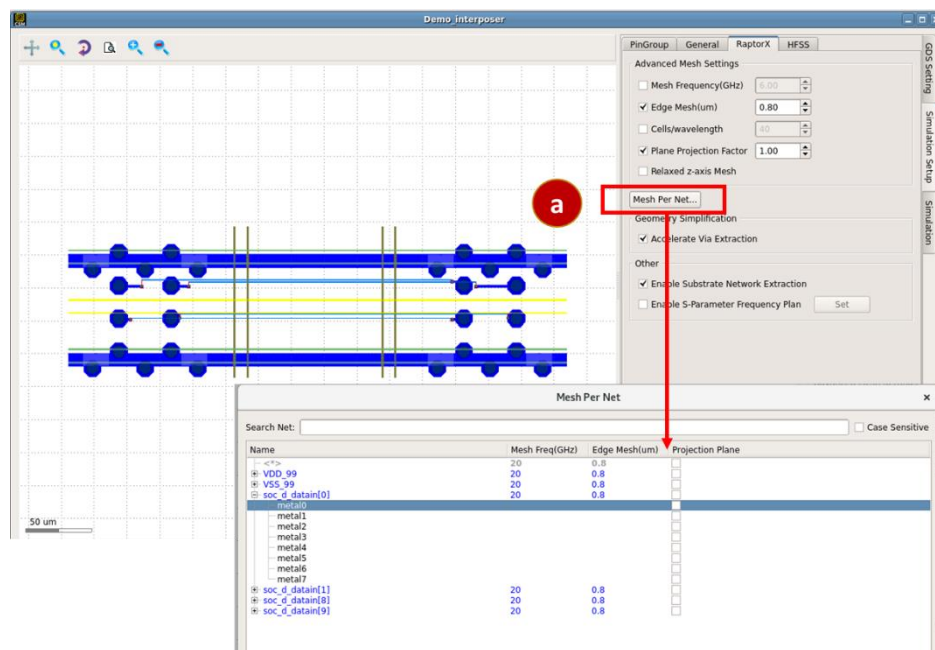 Demo_interposer
PinGroup General RaptorX HFSS
GDS Setting
Simulation Setup
Simulation
Advanced Mesh Settings
Mesh Frequency(GHz) 6.00
Edge Mesh(um) 0.80
Cells/wavelength 40
Plane Projection Factor 1.00
Relaxed z-axis Mesh
a
Mesh Per Net...
Geometry Simplification
Accelerate Via Extraction
Other
Enable Substrate Network Extraction
Enable S-Parameter Frequency Plan Set
50 um
Mesh Per Net x
Search Net: Case Sensitive
Name Mesh Freq(GHz) Edge Mesh(um) Projection Plane
<*> 20 0.8
VDD_99 20 0.8
VSS_99 20 0.8
soc_d_datain[0] 20 0.8
metal0
metal1
metal2
metal3
metal4
metal5
metal6
metal7
soc_d_datain[1] 20 0.8
soc_d_datain[8] 20 0.8
soc_d_datain[9] 20 0.8